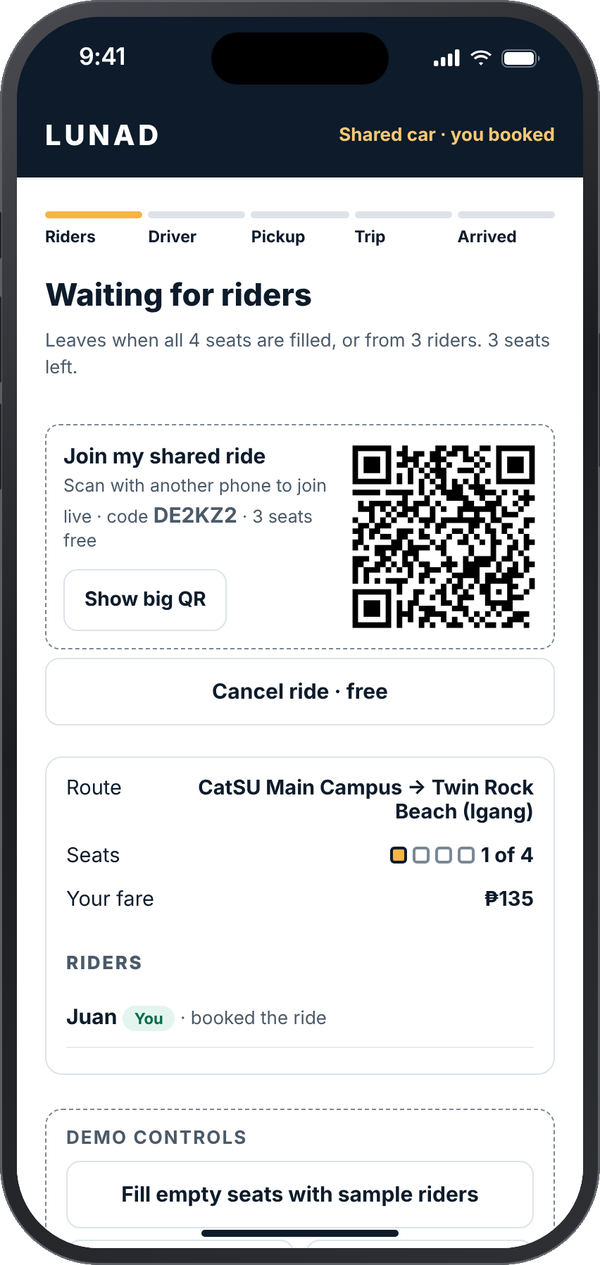 9:41
LUNAD
Shared car · you booked
Riders
Driver
Pickup
Trip
Arrived
Waiting for riders
Leaves when all 4 seats are filled, or from 3 riders. 3 seats
left.
Join my shared ride
Scan with another phone to join
live · code DE2KZ2 · 3 seats
free
Show big QR
Cancel ride · free
Route
CatSU Main Campus → Twin Rock
Beach (Igang)
Seats
1 of 4
Your fare
₱135
RIDERS
Juan You · booked the ride
DEMO CONTROLS
Fill empty seats with sample riders